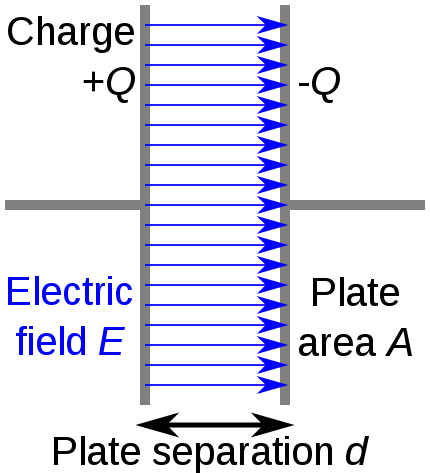 Charge
+Q
-Q
Electric
field E
Plate
area A
Plate separation d